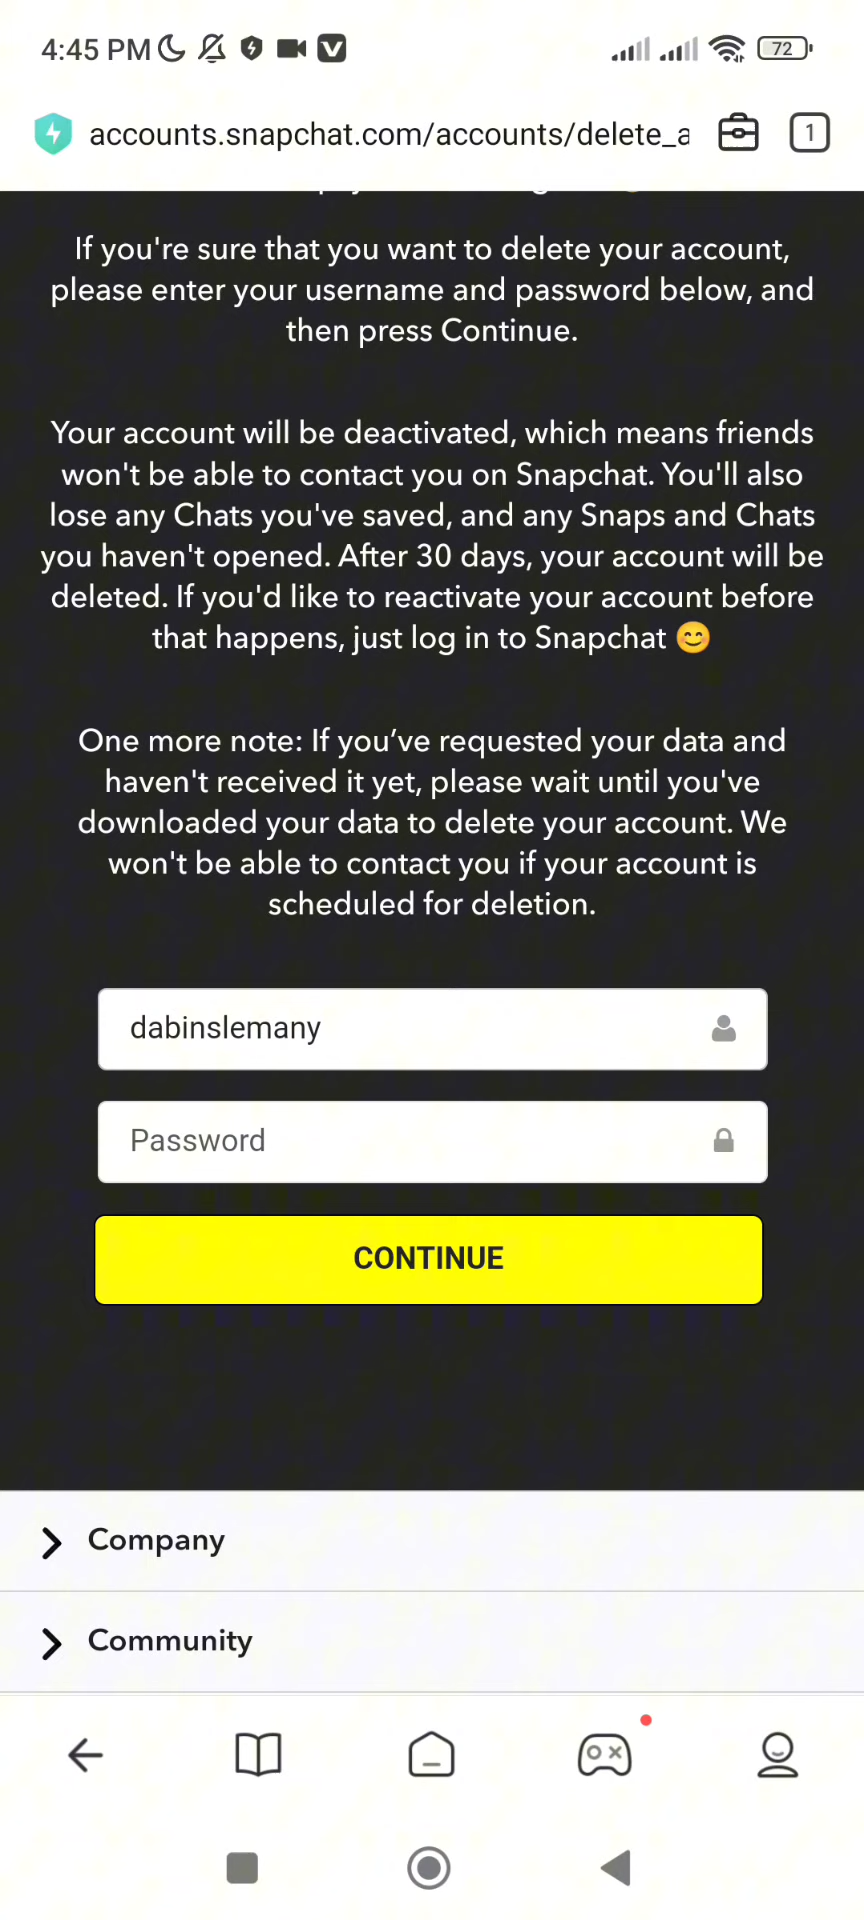 4:45 PM
72
accounts.snapchat.com/accounts/delete_a
1
If you're sure that you want to delete your account,
please enter your username and password below, and
then press Continue.
Your account will be deactivated, which means friends
won't be able to contact you on Snapchat. You'll also
lose any Chats you've saved, and any Snaps and Chats
you haven't opened. After 30 days, your account will be
deleted. If you'd like to reactivate your account before
that happens, just log in to Snapchat 😊
One more note: If you’ve requested your data and
haven't received it yet, please wait until you've
downloaded your data to delete your account. We
won't be able to contact you if your account is
scheduled for deletion.
dabinslemany
Password
CONTINUE
Company
Community